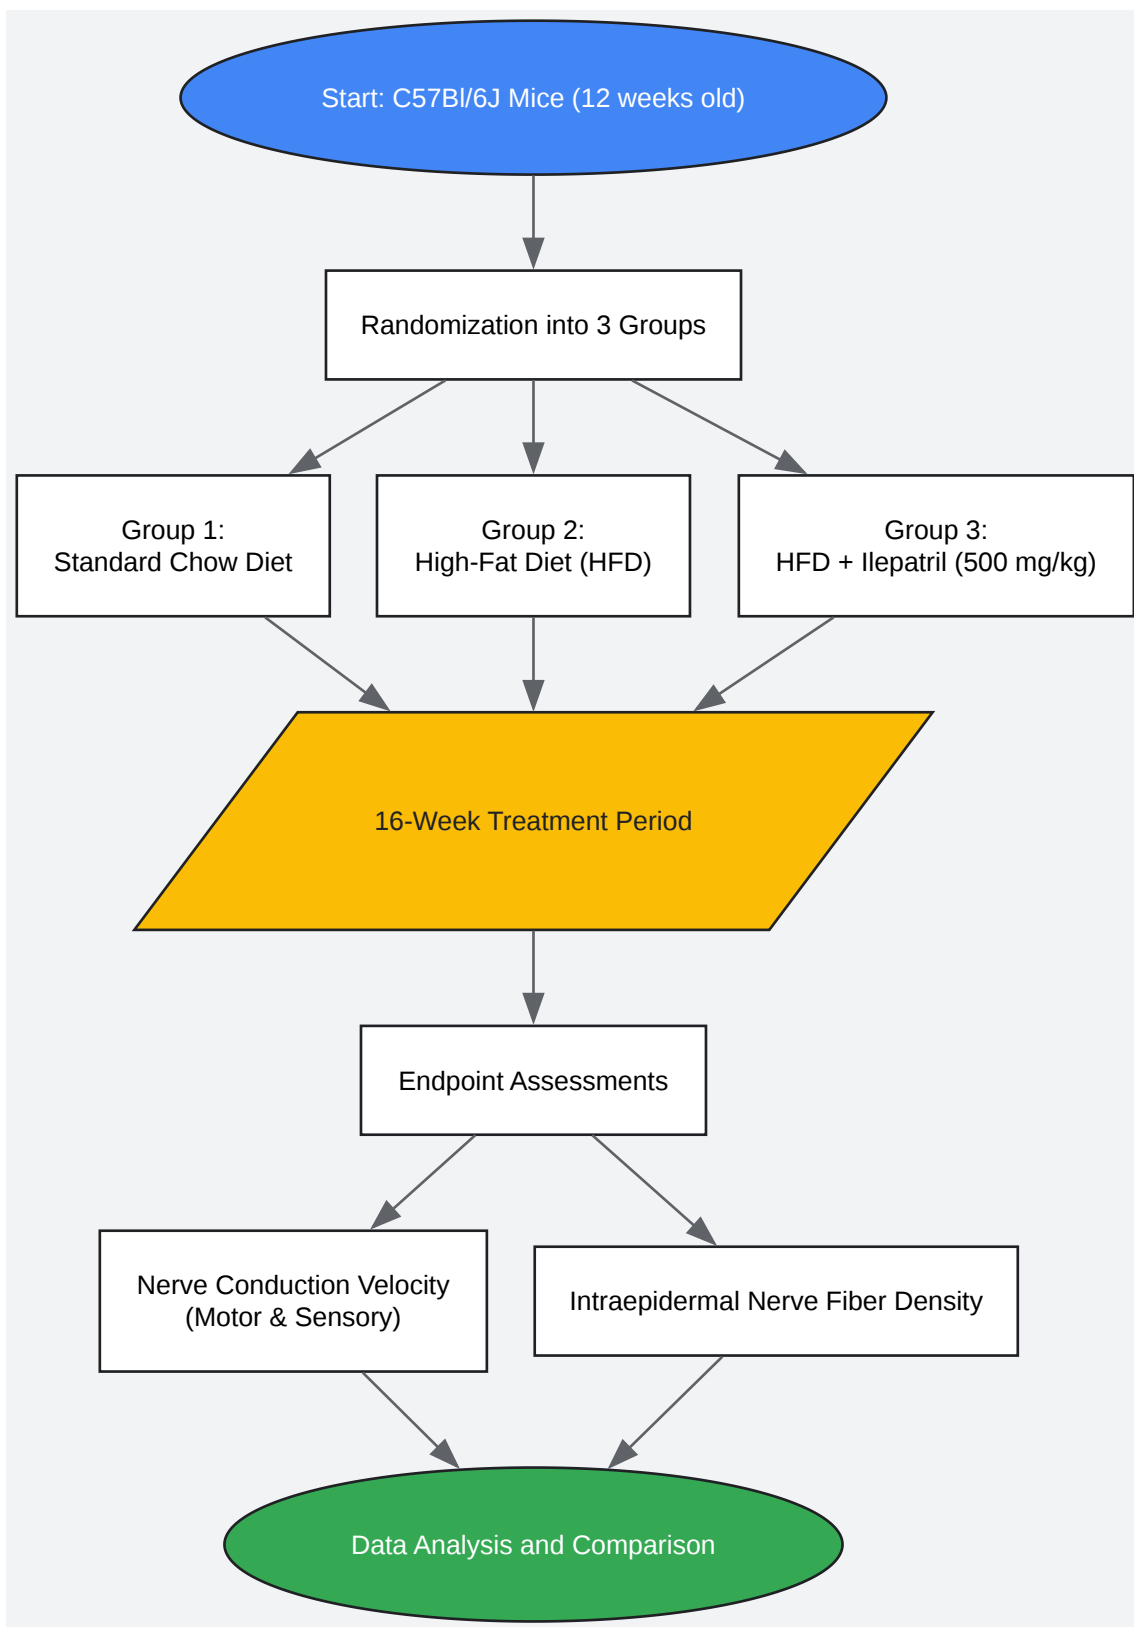 Start: C57Bl/6J Mice (12 weeks old)
Randomization into 3 Groups
Group 1:
Standard Chow Diet
Group 2:
High-Fat Diet (HFD)
Group 3:
HFD + Ilepatril (500 mg/kg)
16-Week Treatment Period
Endpoint Assessments
Nerve Conduction Velocity
(Motor & Sensory)
Intraepidermal Nerve Fiber Density
Data Analysis and Comparison